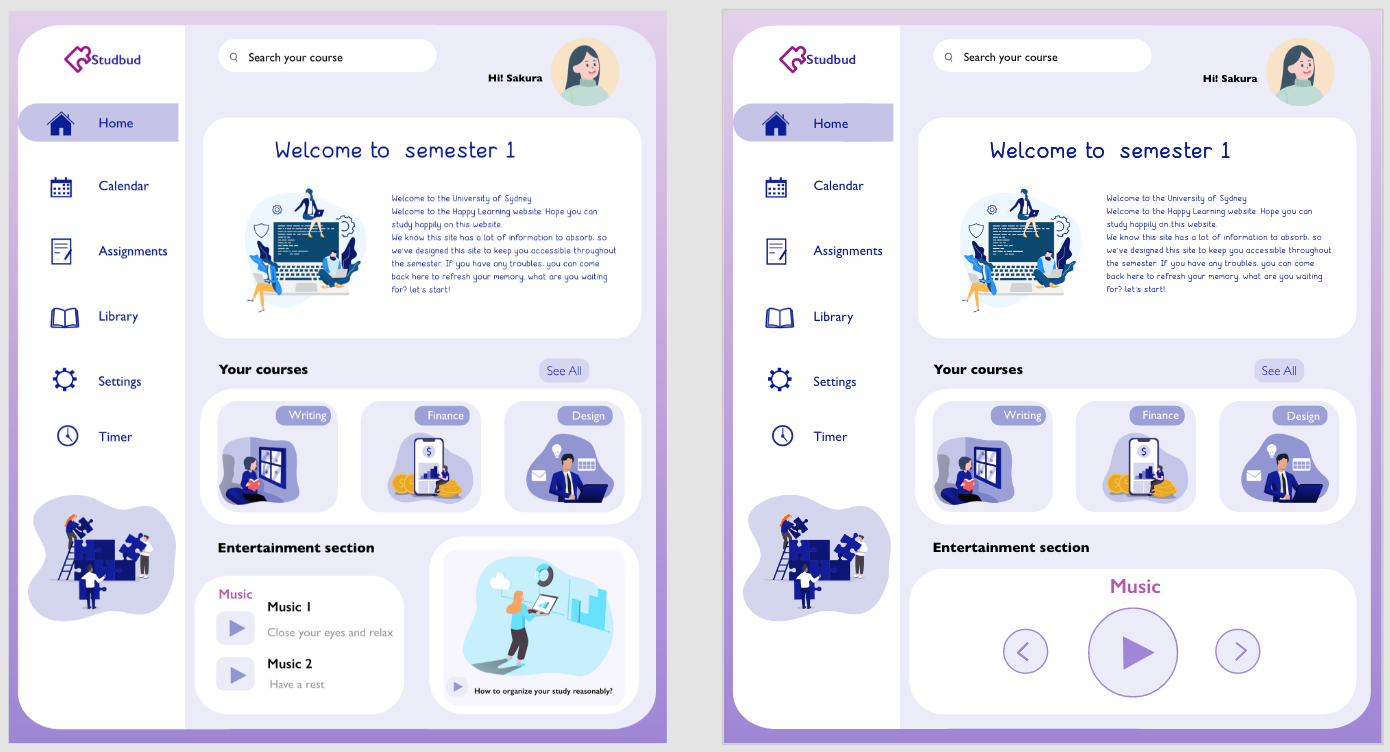 Studbud
Search your course
Hi! Sakura
Home
Calendar
Assignments
Library
Settings
Timer
Welcome to semester 1
Welcome to the University of Sydney
Welcome to the Happy Learning website. Hope you can
study happily on this website.
We know this site has a lot of information to absorb, so
we've designed this site to keep you accessible throughout
the semester. If you have any troubles, you can come
back here to refresh your memory, what are you waiting
for? let's start!
Your courses
See All
Writing
Finance
Design
Entertainment section
Music
Music 1
Close your eyes and relax
Music 2
Have a rest
How to organize your study reasonably?
Studbud
Search your course
Hi! Sakura
Home
Calendar
Assignments
Library
Settings
Timer
Welcome to semester 1
Welcome to the University of Sydney
Welcome to the Happy Learning website. Hope you can
study happily on this website.
We know this site has a lot of information to absorb, so
we've designed this site to keep you accessible throughout
the semester. If you have any troubles, you can come
back here to refresh your memory, what are you waiting
for? let's start!
Your courses
See All
Writing
Finance
Design
Entertainment section
Music